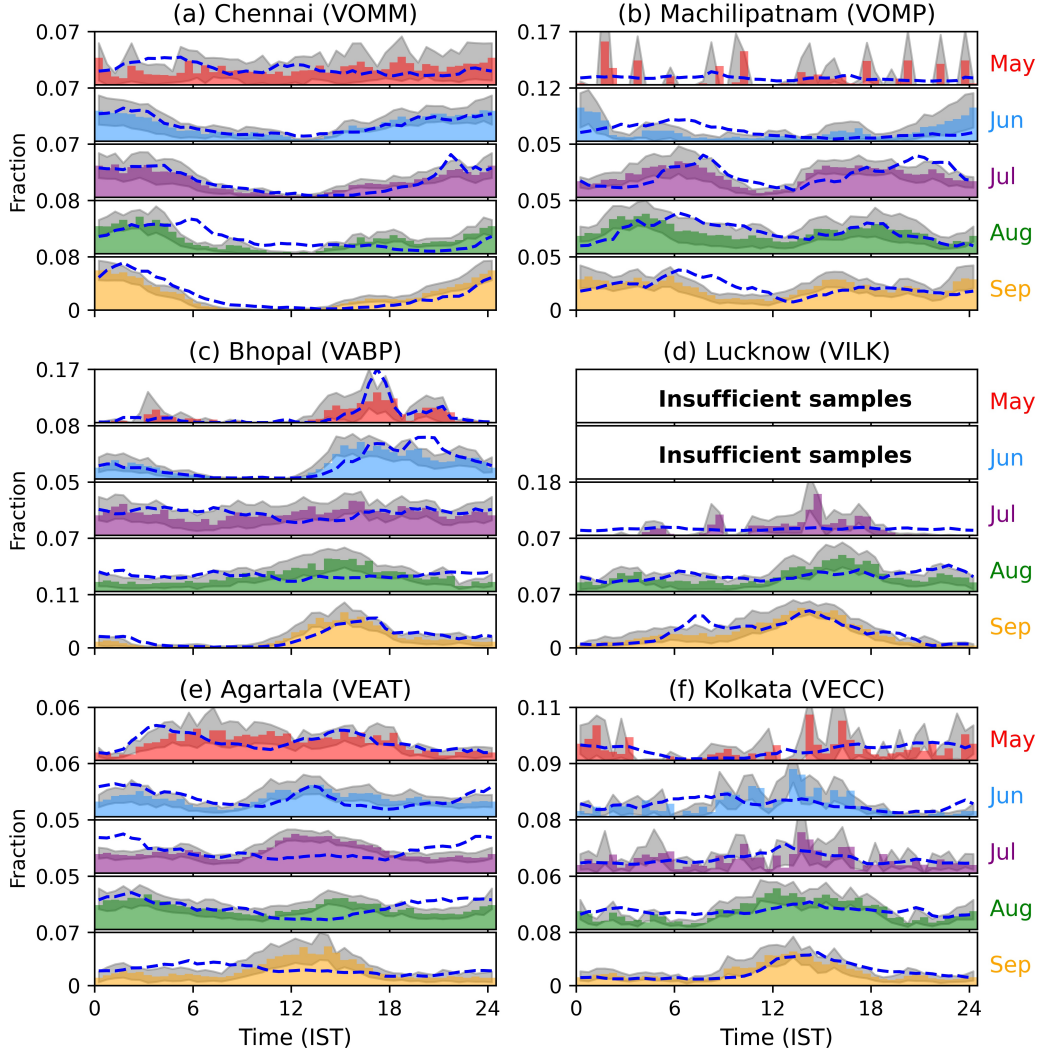 (a) Chennai (VOMM)
(b) Machilipatnam (VOMP)
0.07
0.17
May
0.07
0.12
Jun
0.07
0.05
Jul
0.08
0.05
Aug
0.08
0.05
Sep
0
0
Fraction
(c) Bhopal (VABP)
(d) Lucknow (VILK)
0.17
Insufficient samples
May
0.08
Insufficient samples
Jun
0.05
0.18
Jul
0.07
0.07
Aug
0.11
0.07
Sep
0
0
Fraction
(e) Agartala (VEAT)
(f) Kolkata (VECC)
0.06
0.11
May
0.06
0.09
Jun
0.05
0.08
Jul
0.05
0.06
Aug
0.07
0.08
Sep
0
0
Fraction
0 6 12 18 24
0 6 12 18 24
Time (IST)
Time (IST)